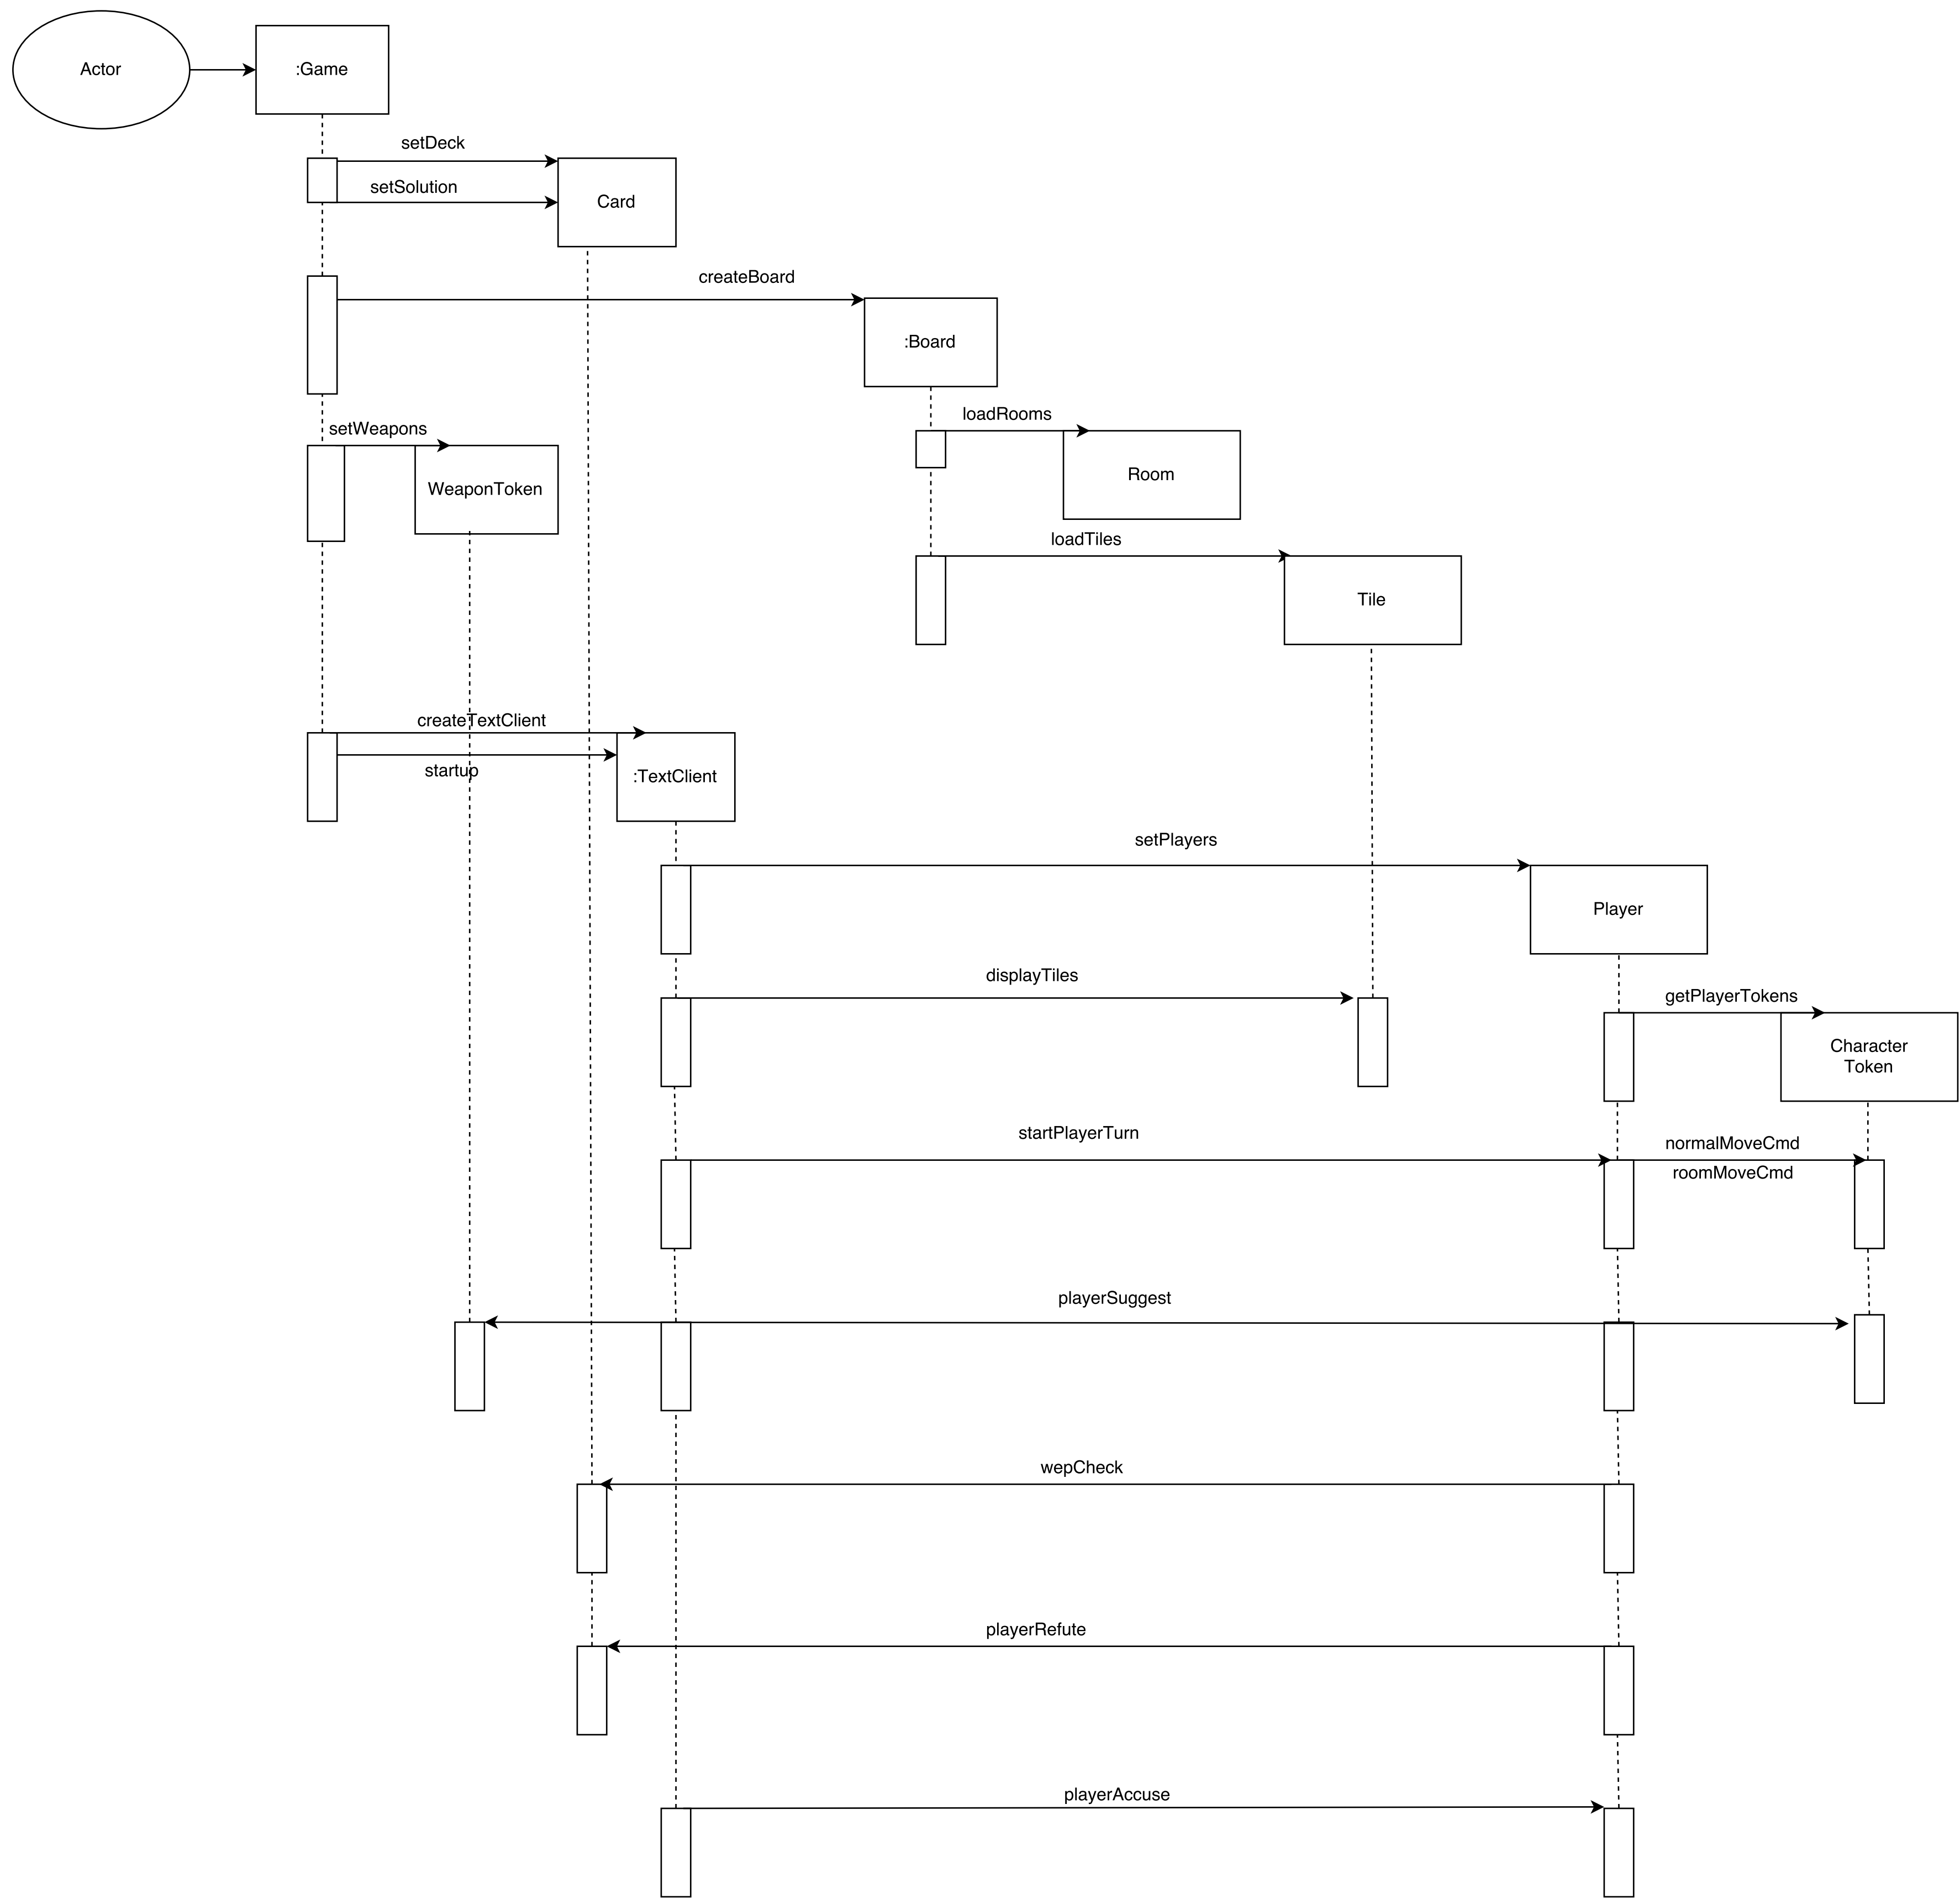 Actor
:Game
setDeck
setSolution
Card
createBoard
:Board
loadRooms
setWeapons
Room
WeaponToken
loadTiles
Tile
createTextClient
startup
:TextClient
setPlayers
Player
displayTiles
getPlayerTokens
Character
Token
startPlayerTurn
normalMoveCmd
roomMoveCmd
playerSuggest
wepCheck
playerRefute
playerAccuse